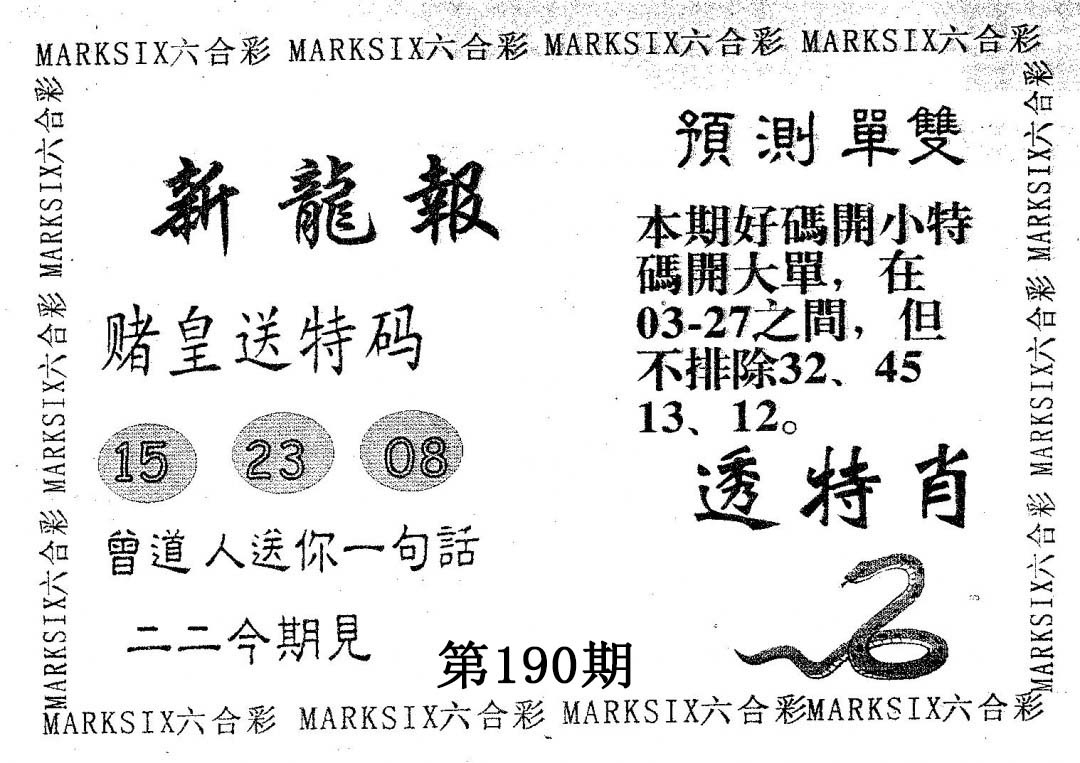 MARKSIX六合彩 MARKSIX六合彩 MARKSIX六合彩 MARKSIX六合彩
MARKSIX六合彩 MARKSIX六合彩 MARKSIX六合彩
新龍報
赌皇送特码
15 23 08
曾道人送你一句話
二二今期見
第190期
預測單雙
本期好碼開小特
碼開大單，在
03-27之間，但
不排除32、45
13、12。
透特肖
MARKSIX六合彩 MARKSIX六合彩 MARKSIX六合彩
MARKSIX六合彩 MARKSIX六合彩 MARKSIX六合彩MARKSIX六合彩